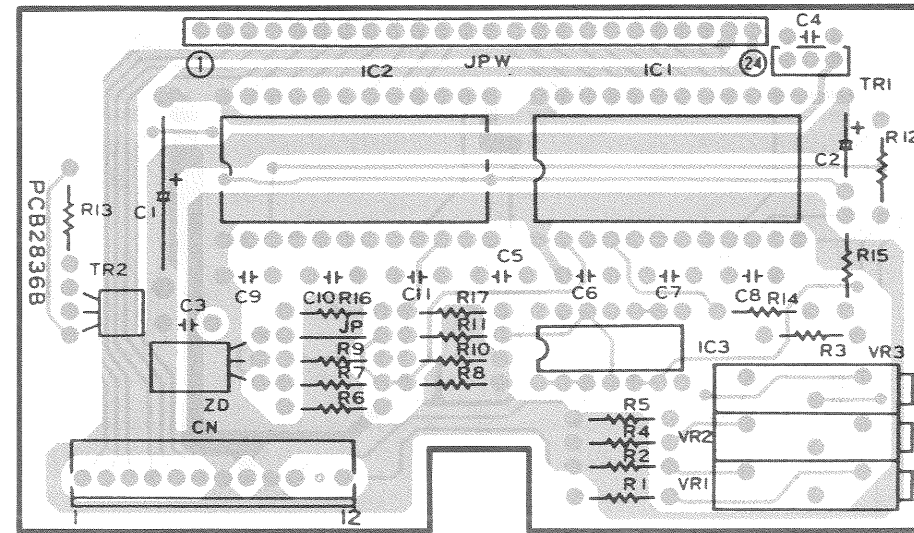 C4
1
JPW
24
IC2
IC1
TR1
R12
C2
C1
R13
PCB2836B
TR2
C5
R15
C3
C9
C10
R16
C11
R17
C6
C7
C8
R14
JP
R11
IC3
R3
VR3
R9
R10
R7
R8
R6
ZD
CN
R5
R4
VR2
R2
R1
VR1
1
12